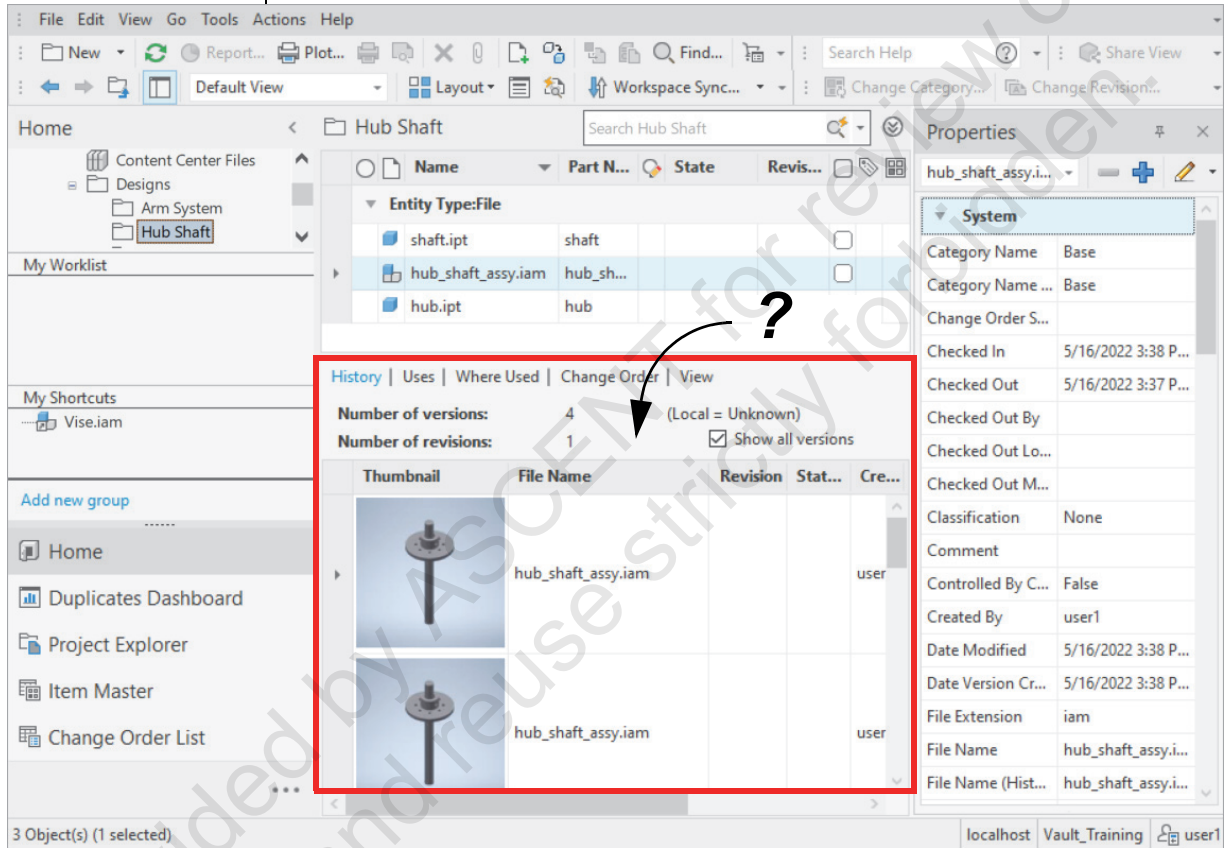 File Edit View Go Tools Actions Help
New Report... Plot... Find... Search Help Share View
Default View Layout Workspace Sync... Change Category... Change Revision...
Home
Content Center Files
Designs
Arm System
Hub Shaft
My Worklist
My Shortcuts
Vise.iam
Add new group
Home
Duplicates Dashboard
Project Explorer
Item Master
Change Order List
Hub Shaft Search Hub Shaft
Name Part N... State Revis...
Entity Type:File
shaft.ipt shaft
hub_shaft_assy.iam hub_sh...
hub.ipt hub
?
History | Uses | Where Used | Change Order | View
Number of versions: 4 (Local = Unknown)
Number of revisions: 1 Show all versions
Thumbnail File Name Revision Stat... Cre...
hub_shaft_assy.iam user
hub_shaft_assy.iam user
Properties
hub_shaft_assy.i...
System
Category Name Base
Category Name ... Base
Change Order S...
Checked In 5/16/2022 3:38 P...
Checked Out 5/16/2022 3:37 P...
Checked Out By
Checked Out Lo...
Checked Out M...
Classification None
Comment
Controlled By C... False
Created By user1
Date Modified 5/16/2022 3:38 P...
Date Version Cr... 5/16/2022 3:38 P...
File Extension iam
File Name hub_shaft_assy.i...
File Name (Hist... hub_shaft_assy.i...
3 Object(s) (1 selected) localhost Vault_Training user1
ided by ASCENT for review o
and reuse strictly forbidden.